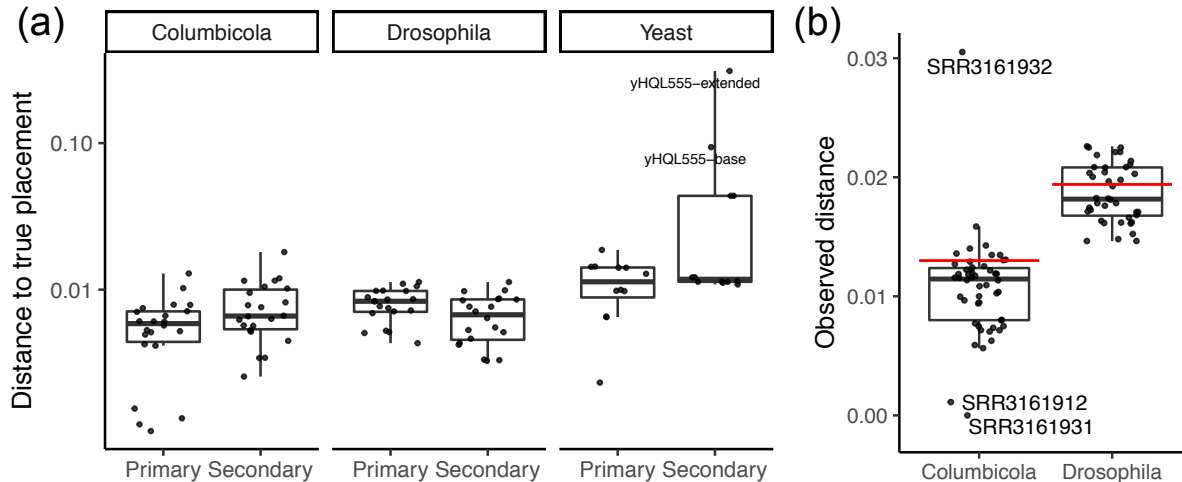 (a)
Columbicola Drosophila Yeast
Distance to true placement
0.10
0.01
yHQL555-extended
yHQL555-base
Primary Secondary Primary Secondary Primary Secondary
(b)
Observed distance
0.03
0.02
0.01
0.00
SRR3161932
SRR3161912
SRR3161931
Columbicola Drosophila